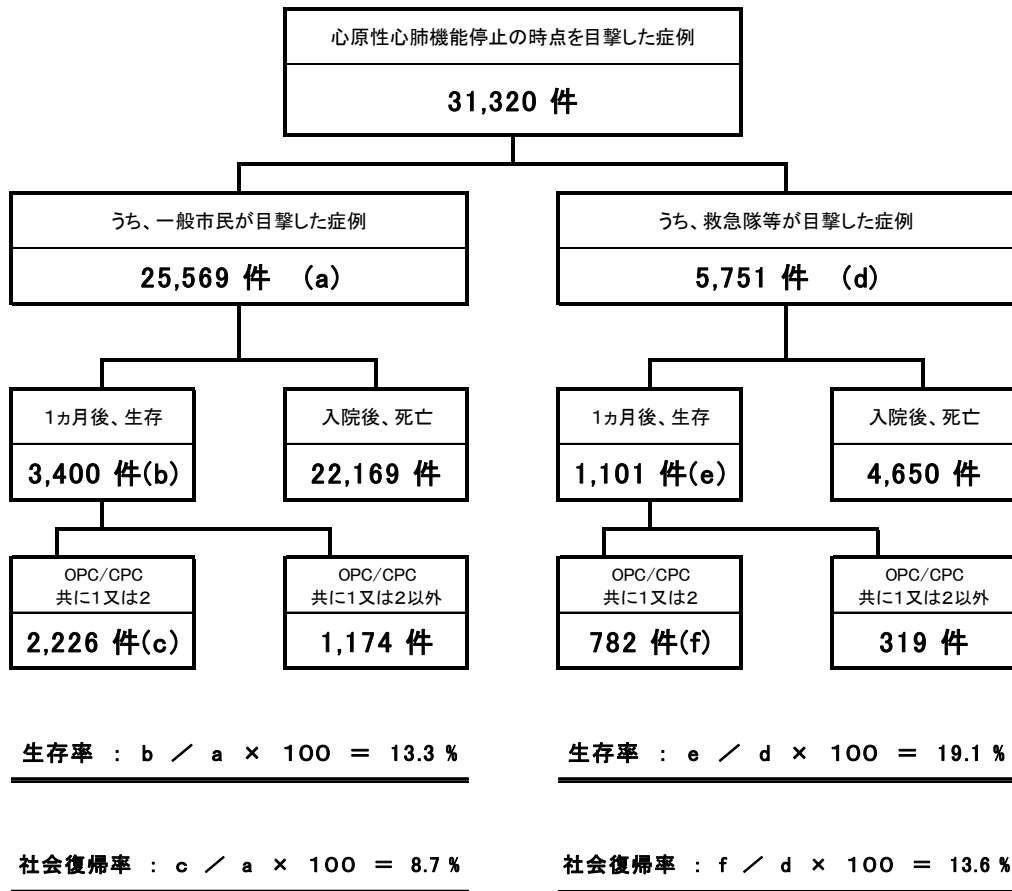 心原性心肺機能停止の時点を目撃した症例
31,320 件
うち、一般市民が目撃した症例
25,569 件 (a)
うち、救急隊等が目撃した症例
5,751 件 (d)
1ヵ月後、生存
3,400 件(b)
入院後、死亡
22,169 件
1ヵ月後、生存
1,101 件(e)
入院後、死亡
4,650 件
OPC/CPC
共に1又は2
2,226 件(c)
OPC/CPC
共に1又は2以外
1,174 件
OPC/CPC
共に1又は2
782 件(f)
OPC/CPC
共に1又は2以外
319 件
生存率 : b / a × 100 = 13.3 %
生存率 : e / d × 100 = 19.1 %
社会復帰率 : c / a × 100 = 8.7 %
社会復帰率 : f / d × 100 = 13.6 %